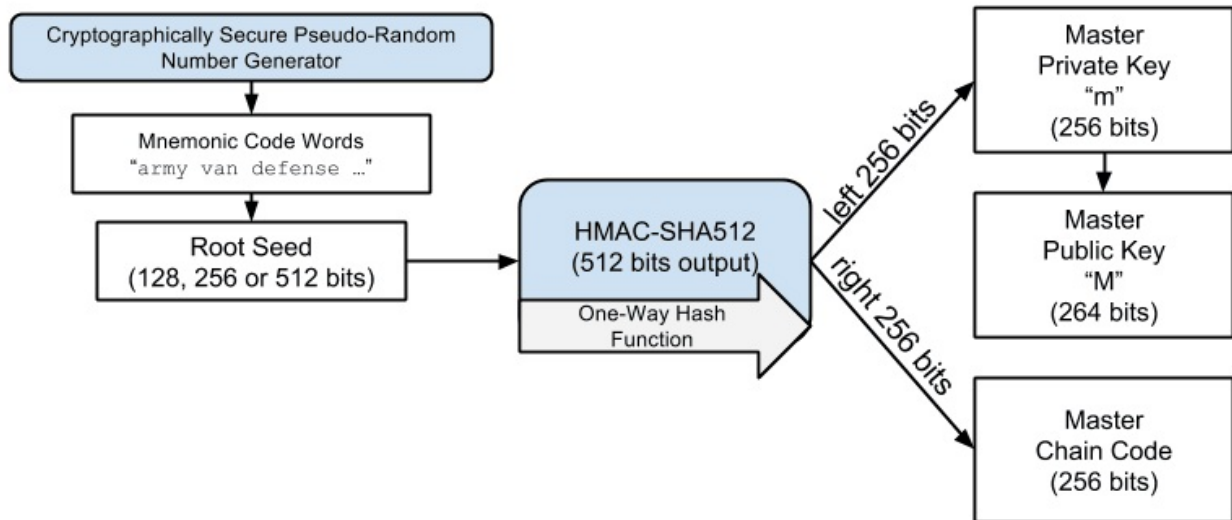 Cryptographically Secure Pseudo-Random
Number Generator
Mnemonic Code Words
“army van defense …”
Root Seed
(128, 256 or 512 bits)
HMAC-SHA512
(512 bits output)
One-Way Hash
Function
left 256 bits
right 256 bits
Master
Private Key
“m”
(256 bits)
Master
Public Key
“M”
(264 bits)
Master
Chain Code
(256 bits)